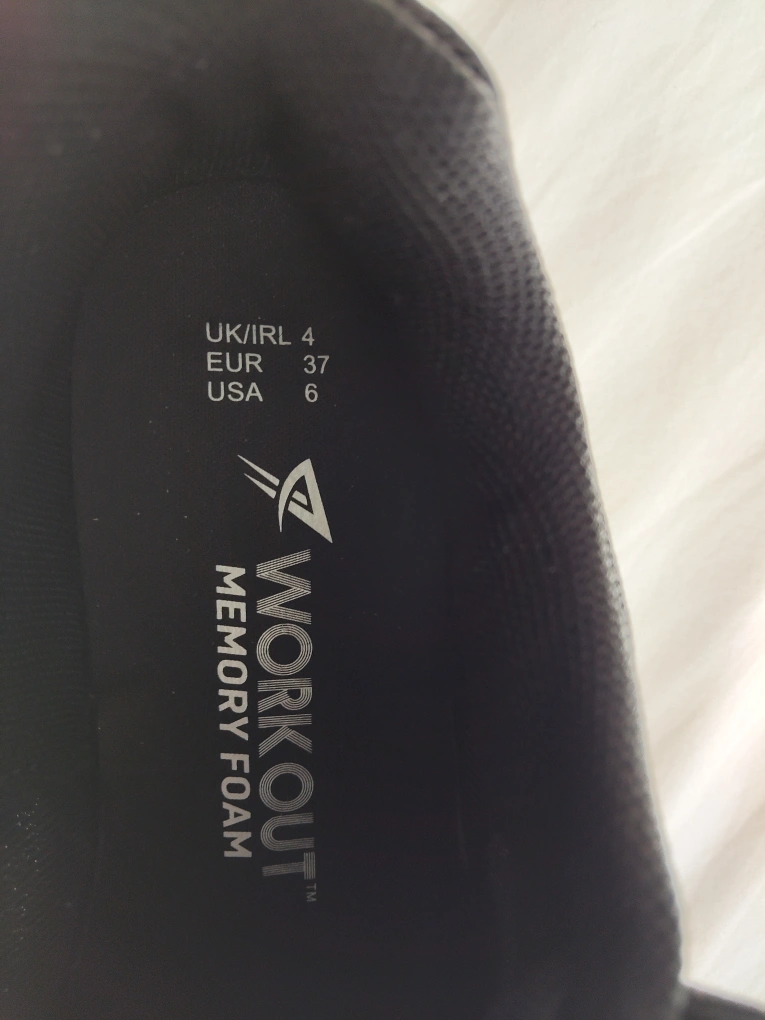 UK/IRL 4
EUR 37
USA 6
WORKOUT™
MEMORY FOAM